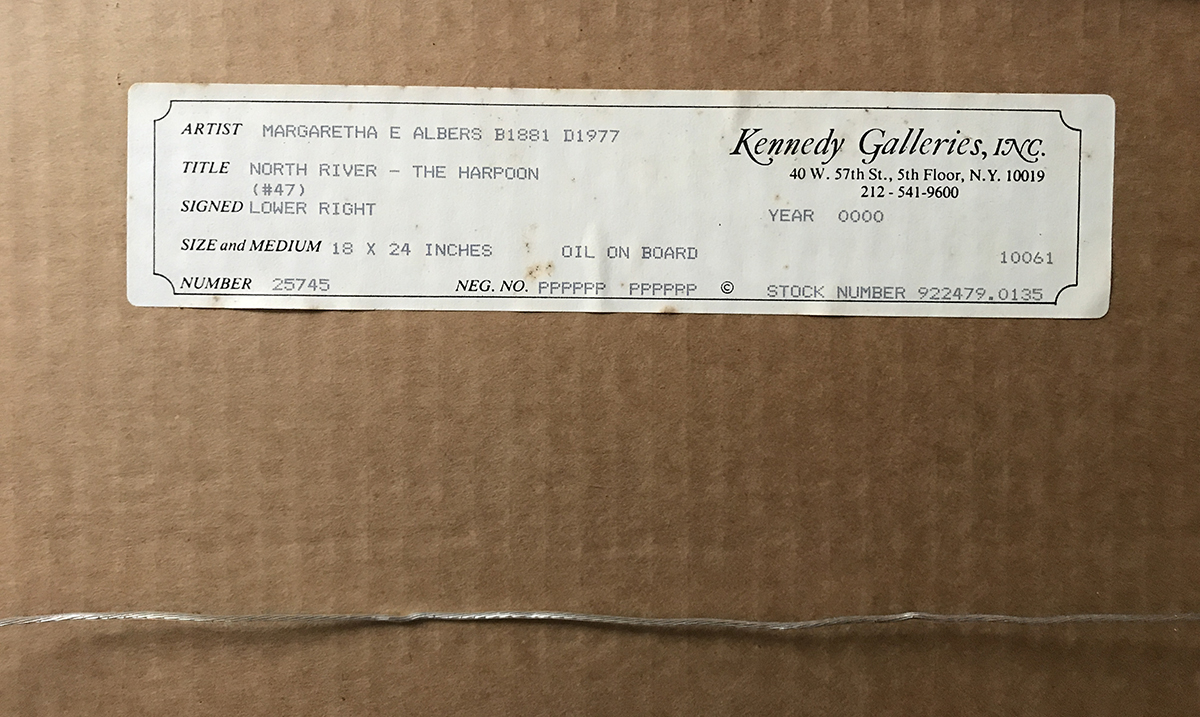 ARTIST MARGARETHA E ALBERS B1881 D1977
Kennedy Galleries, INC.
40 W. 57th St., 5th Floor, N.Y. 10019
212 - 541-9600
TITLE NORTH RIVER – THE HARPOON
(#47)
SIGNED LOWER RIGHT
YEAR 0000
SIZE and MEDIUM 18 X 24 INCHES OIL ON BOARD
10061
NUMBER 25745 NEG. NO. PPPPPP PPPPRP © STOCK NUMBER 922479.0135